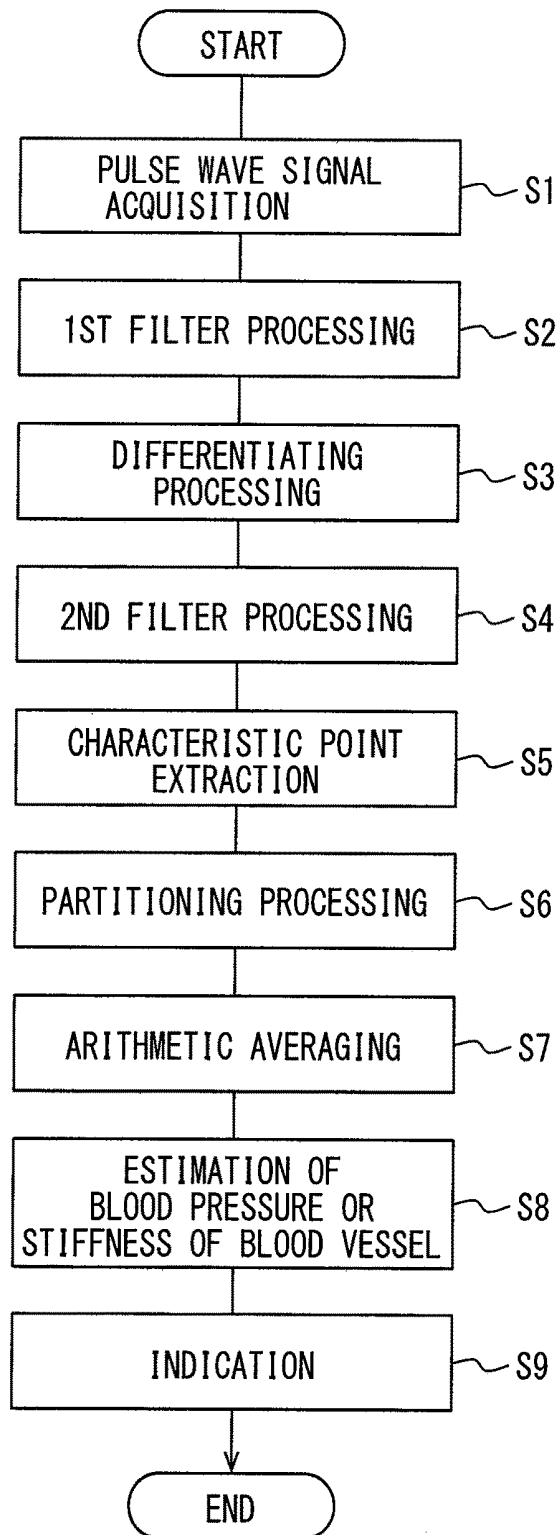 START
PULSE WAVE SIGNAL
ACQUISITION
S1
1ST FILTER PROCESSING
S2
DIFFERENTIATING
PROCESSING
S3
2ND FILTER PROCESSING
S4
CHARACTERISTIC POINT
EXTRACTION
S5
PARTITIONING PROCESSING
S6
ARITHMETIC AVERAGING
S7
ESTIMATION OF
BLOOD PRESSURE OR
STIFFNESS OF BLOOD VESSEL
S8
INDICATION
S9
END